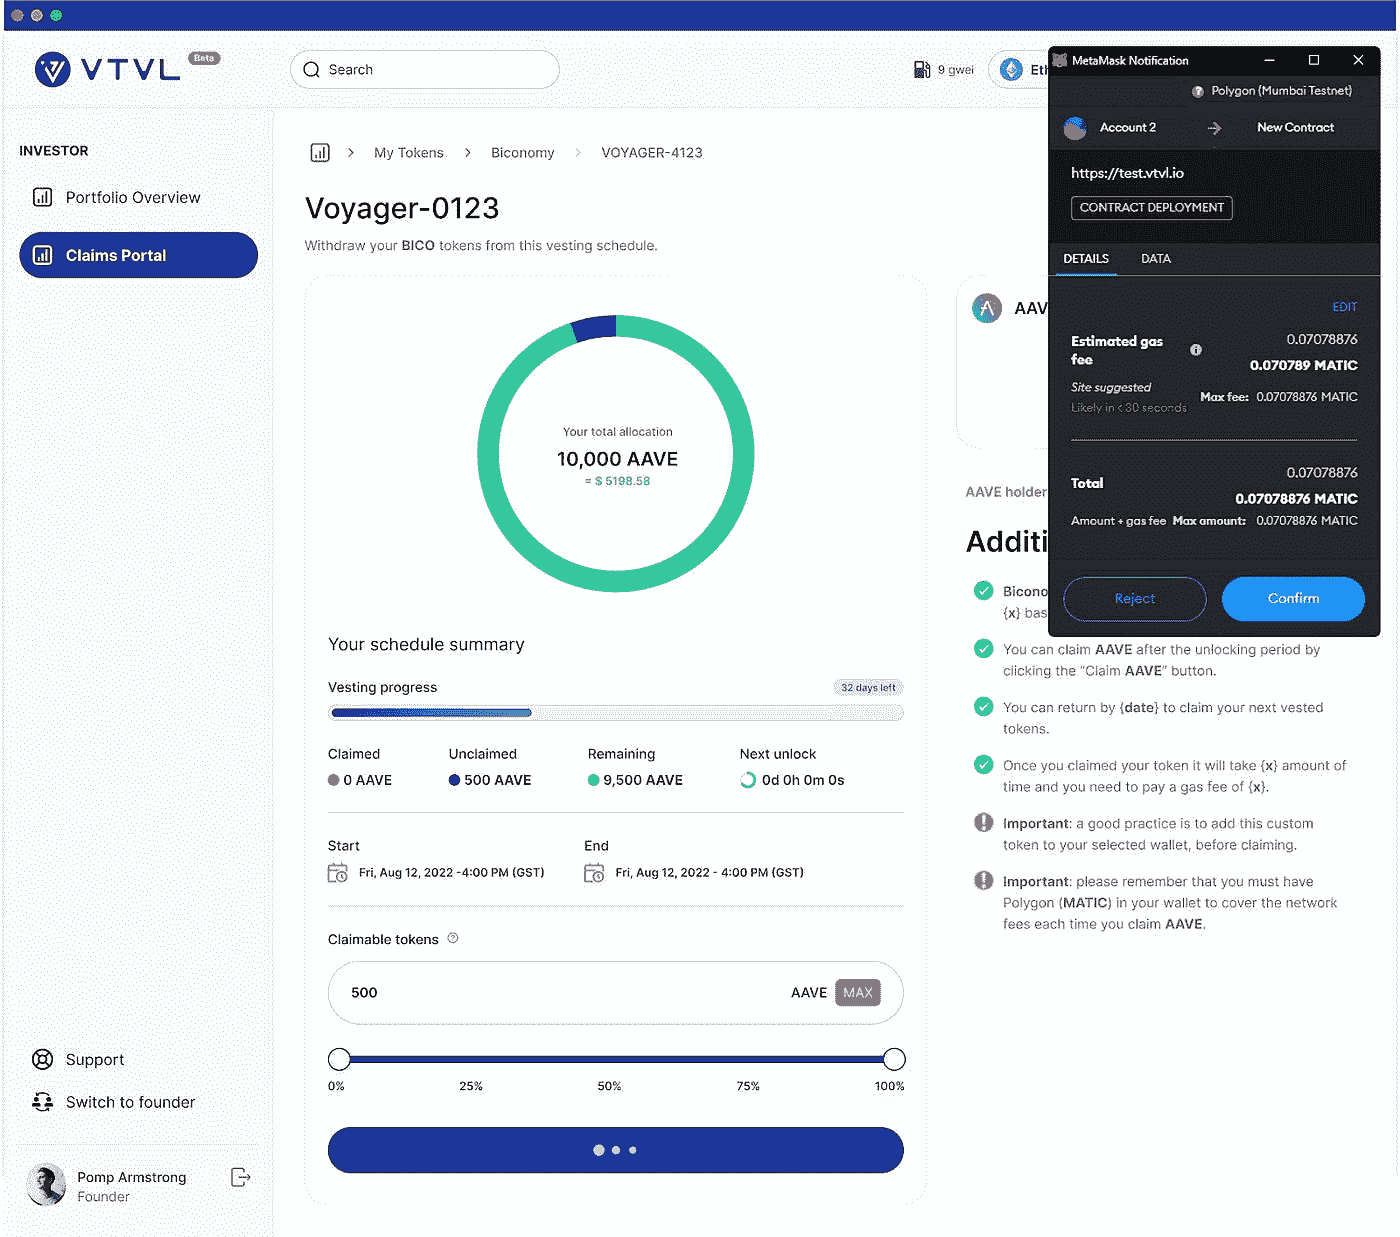 VTVL Beta
Search
9 gwei
Eth
INVESTOR
Portfolio Overview
Claims Portal
My Tokens > Biconomy > VOYAGER-4123
Voyager-0123
Withdraw your BICO tokens from this vesting schedule.
Your total allocation
10,000 AAVE
= $ 5198.58
Your schedule summary
Vesting progress
32 days left
Claimed Unclaimed Remaining Next unlock
0 AAVE 500 AAVE 9,500 AAVE 0d 0h 0m 0s
Start End
Fri, Aug 12, 2022 -4:00 PM (GST) Fri, Aug 12, 2022 - 4:00 PM (GST)
Claimable tokens
500 AAVE MAX
0% 25% 50% 75% 100%
Support
Switch to founder
Pomp Armstrong
Founder
AAV
AAVE holder
Additi
Bicono
{x} bas
You can claim AAVE after the unlocking period by
clicking the “Claim AAVE” button.
You can return by {date} to claim your next vested
tokens.
Once you claimed your token it will take {x} amount of
time and you need to pay a gas fee of {x}.
Important: a good practice is to add this custom
token to your selected wallet, before claiming.
Important: please remember that you must have
Polygon (MATIC) in your wallet to cover the network
fees each time you claim AAVE.
MetaMask Notification
Polygon (Mumbai Testnet)
Account 2 New Contract
https://test.vtvl.io
CONTRACT DEPLOYMENT
DETAILS DATA
EDIT
Estimated gas
fee
0.07078876
0.070789 MATIC
Site suggested
Likely in < 30 seconds
Max fee: 0.07078876 MATIC
Total
0.07078876
0.07078876 MATIC
Amount + gas fee Max amount: 0.07078876 MATIC
Reject Confirm